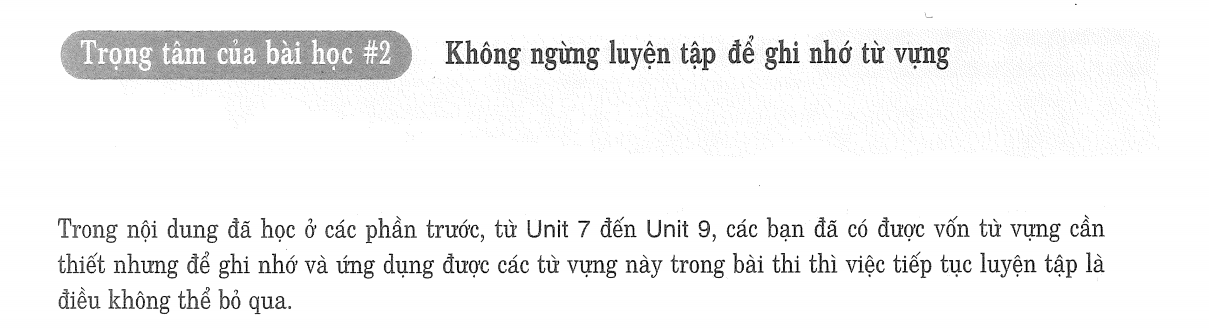 Trọng tâm của bài học #2 Không ngừng luyện tập để ghi nhớ từ vựng
Trong nội dung đã học ở các phần trước, từ Unit 7 đến Unit 9, các bạn đã có được vốn từ vựng cần
thiết nhưng để ghi nhớ và ứng dụng được các từ vựng này trong bài thi thì việc tiếp tục luyện tập là
điều không thể bỏ qua.